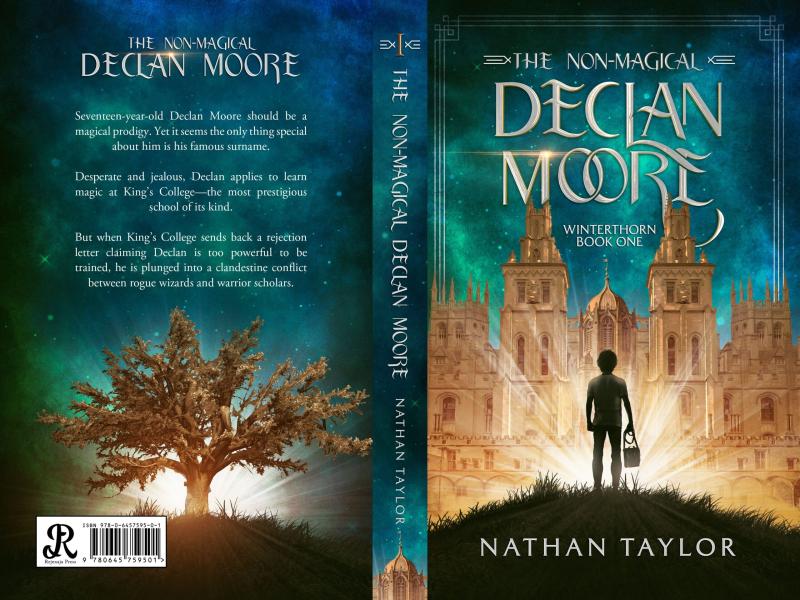 THE NON-MAGICAL
DECLAN MOORE
Seventeen-year-old Declan Moore should be a
magical prodigy. Yet it seems the only thing special
about him is his famous surname.
Desperate and jealous, Declan applies to learn
magic at King's College—the most prestigious
school of its kind.
But when King's College sends back a rejection
letter claiming Declan is too powerful to be
trained, he is plunged into a clandestine conflict
between rogue wizards and warrior scholars.
R
Rejenaja Press
ISBN 978-0-6457595-0-1
9 780645 759501 >
I
THE NON-MAGICAL DECLAN MOORE
NATHAN TAYLOR
THE NON-MAGICAL
DECLAN
MOORE
WINTERTHORN
BOOK ONE
NATHAN TAYLOR